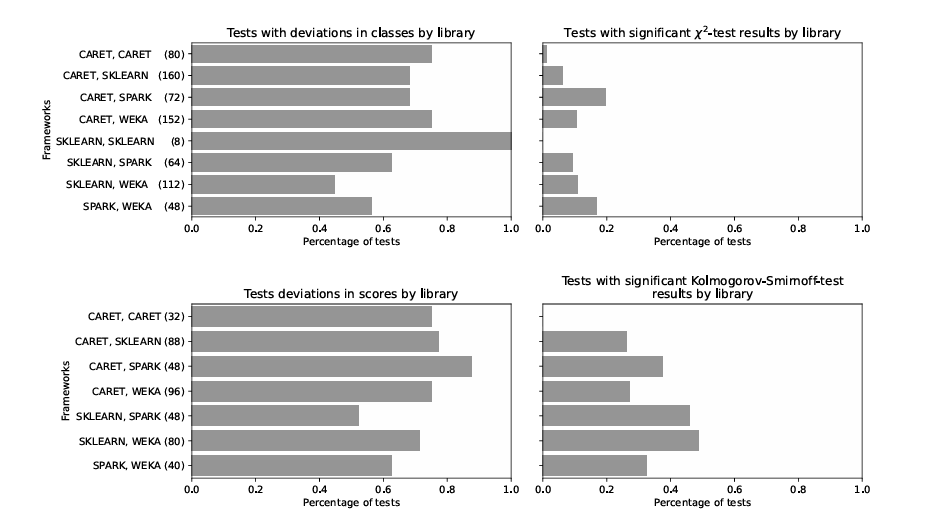 Tests with deviations in classes by library
CARET, CARET (80)
CARET, SKLEARN (160)
CARET, SPARK (72)
CARET, WEKA (152)
SKLEARN, SKLEARN (8)
SKLEARN, SPARK (64)
SKLEARN, WEKA (112)
SPARK, WEKA (48)
Frameworks
0.0 0.2 0.4 0.6 0.8 1.0
Percentage of tests
Tests with significant χ²-test results by library
0.0 0.2 0.4 0.6 0.8 1.0
Percentage of tests
Tests deviations in scores by library
CARET, CARET (32)
CARET, SKLEARN (88)
CARET, SPARK (48)
CARET, WEKA (96)
SKLEARN, SPARK (48)
SKLEARN, WEKA (80)
SPARK, WEKA (40)
Frameworks
0.0 0.2 0.4 0.6 0.8 1.0
Percentage of tests
Tests with significant Kolmogorov-Smirnoff-test
results by library
0.0 0.2 0.4 0.6 0.8 1.0
Percentage of tests